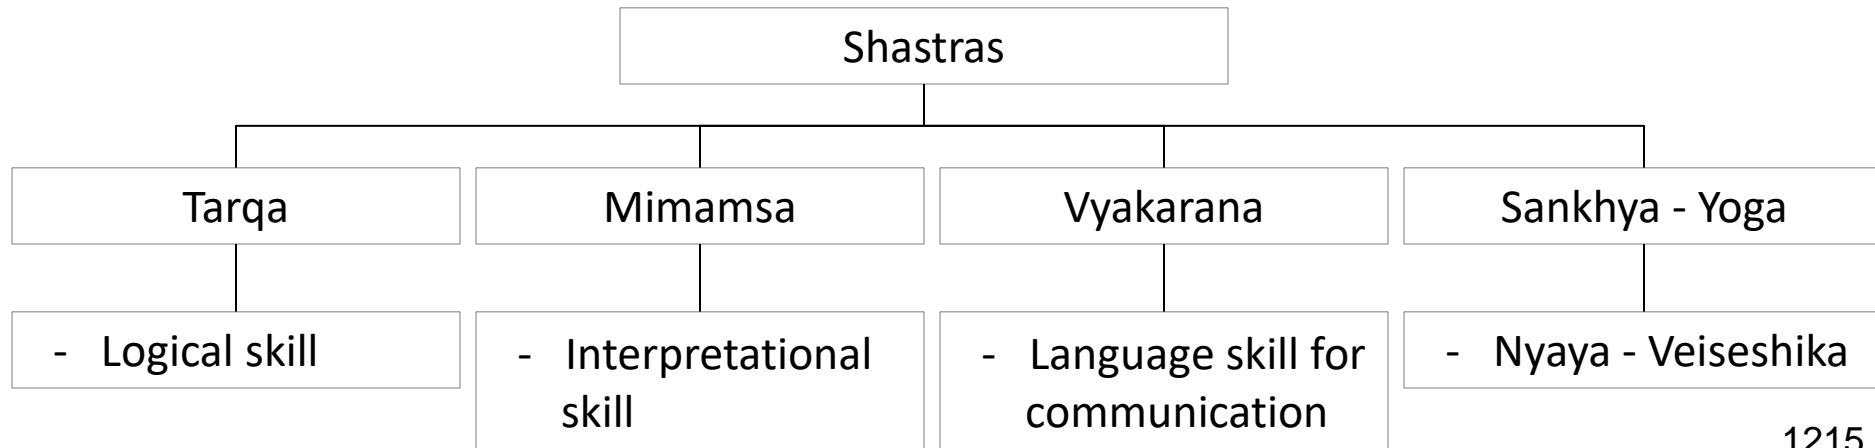 Shastras
Tarqa
Mimamsa
Vyakarana
Sankhya - Yoga
- Logical skill
- Interpretational
skill
- Language skill for
communication
- Nyaya - Veiseshika
1215